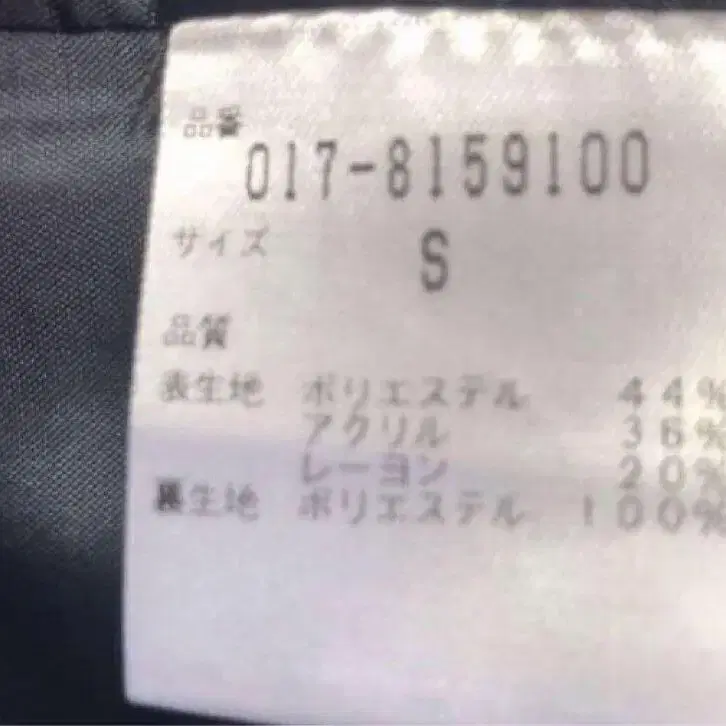 品番
017-8159100
サイズ S
品質
表生地 ポリエステル 44%
アクリル 36%
レーヨン 20%
裏生地 ポリエステル 100%